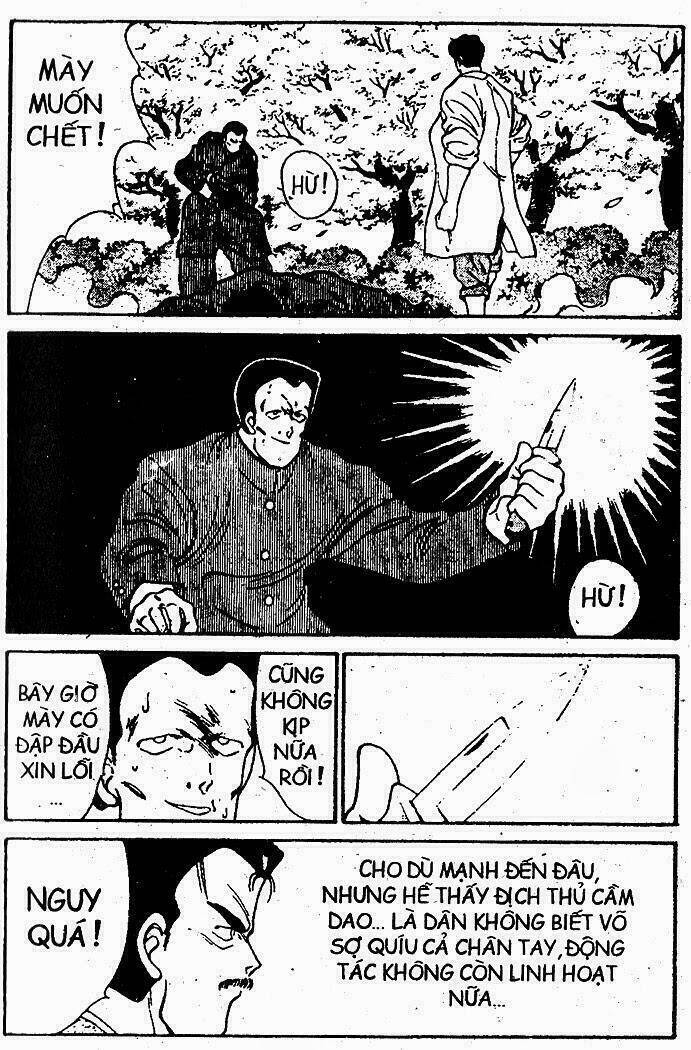 MÀY
MUỐN
CHẾT!
HỪ!
HỪ!
BÂY GIỜ
MÀY CÓ
ĐẬP ĐẦU
XIN LỖI
...
CŨNG
KHÔNG
KỊP
NỮA
RỒI!
NGUY
QUÁ!
CHO DÙ MẠNH ĐẾN ĐÂU,
NHƯNG HỄ THẤY ĐỊCH THỦ CẦM
DAO... LÀ DÂN KHÔNG BIẾT VÕ
SỢ QUÍU CẢ CHÂN TAY, ĐỘNG
TÁC KHÔNG CÒN LINH HOẠT
NỮA...